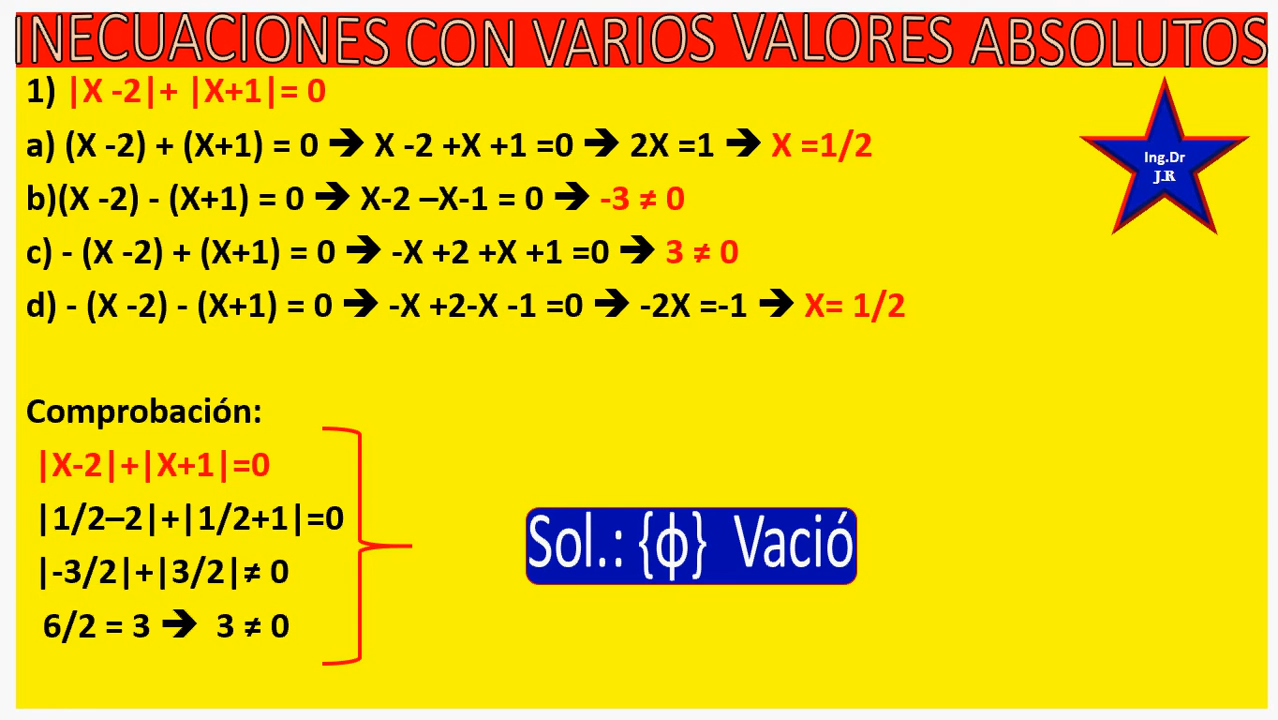 INECUACIONES CON VARIOS VALORES ABSOLUTOS
1) |X -2|+ |X+1|= 0
a) (X -2) + (X+1) = 0 ➔ X -2 +X +1 =0 ➔ 2X =1 ➔ X =1/2
b)(X -2) - (X+1) = 0 ➔ X-2 –X-1 = 0 ➔ -3 ≠ 0
c) - (X -2) + (X+1) = 0 ➔ -X +2 +X +1 =0 ➔ 3 ≠ 0
d) - (X -2) - (X+1) = 0 ➔ -X +2-X -1 =0 ➔ -2X =-1 ➔ X= 1/2
Ing.Dr
J.R
Comprobación:
|X-2|+|X+1|=0
|1/2–2|+|1/2+1|=0
|-3/2|+|3/2|≠ 0
6/2 = 3 ➔ 3 ≠ 0
Sol.: {ϕ} Vació